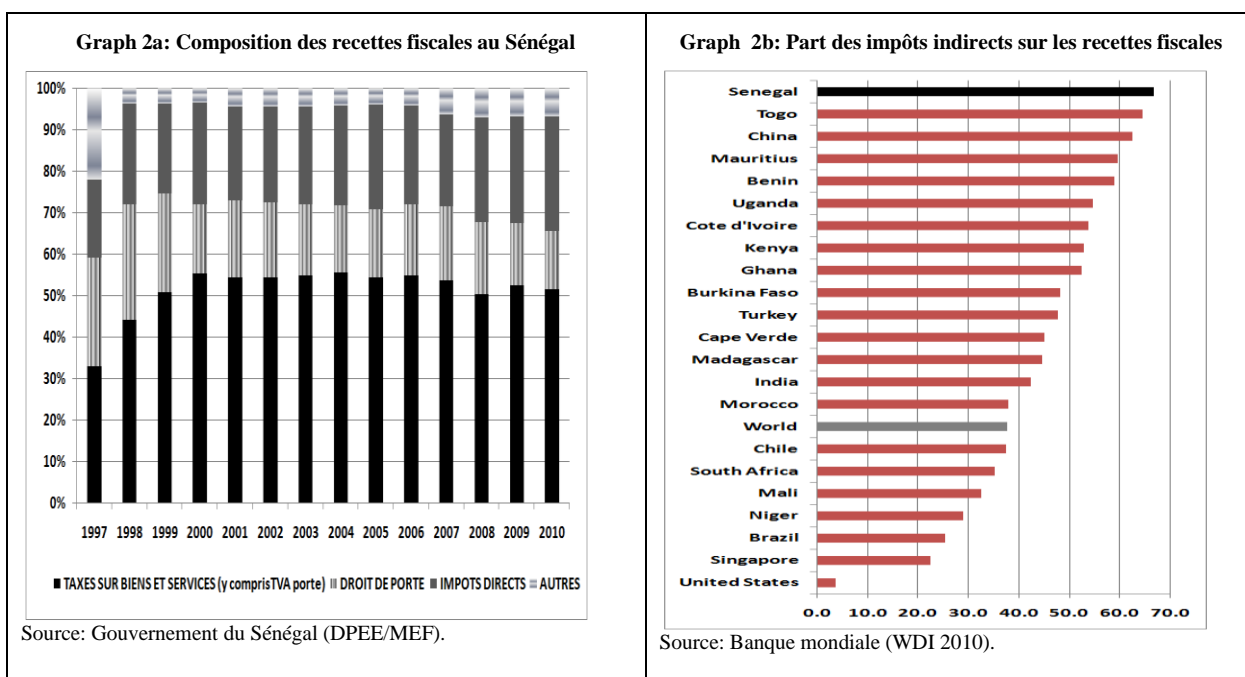 Graph 2a: Composition des recettes fiscales au Sénégal
100%
90%
80%
70%
60%
50%
40%
30%
20%
10%
0%
1997 1998 1999 2000 2001 2002 2003 2004 2005 2006 2007 2008 2009 2010
TAXES SUR BIENS ET SERVICES (y comprisTVA porte) DROIT DE PORTE IMPOTS DIRECTS AUTRES
Source: Gouvernement du Sénégal (DPEE/MEF).
Graph 2b: Part des impôts indirects sur les recettes fiscales
Senegal
Togo
China
Mauritius
Benin
Uganda
Cote d'Ivoire
Kenya
Ghana
Burkina Faso
Turkey
Cape Verde
Madagascar
India
Morocco
World
Chile
South Africa
Mali
Niger
Brazil
Singapore
United States
0.0 10.0 20.0 30.0 40.0 50.0 60.0 70.0
Source: Banque mondiale (WDI 2010).